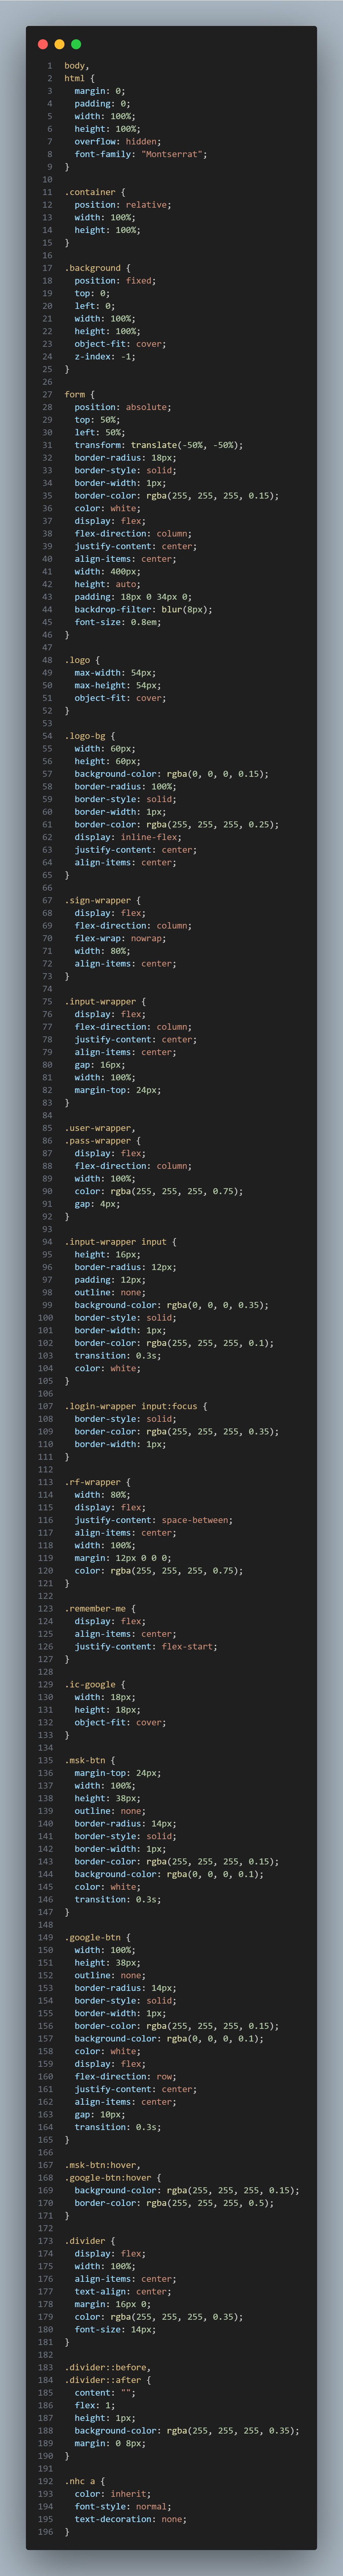 1 body,
2 html {
3   margin: 0;
4   padding: 0;
5   width: 100%;
6   height: 100%;
7   overflow: hidden;
8   font-family: "Montserrat";
9 }
10
11 .container {
12   position: relative;
13   width: 100%;
14   height: 100%;
15 }
16
17 .background {
18   position: fixed;
19   top: 0;
20   left: 0;
21   width: 100%;
22   height: 100%;
23   object-fit: cover;
24   z-index: -1;
25 }
26
27 form {
28   position: absolute;
29   top: 50%;
30   left: 50%;
31   transform: translate(-50%, -50%);
32   border-radius: 18px;
33   border-style: solid;
34   border-width: 1px;
35   border-color: rgba(255, 255, 255, 0.15);
36   color: white;
37   display: flex;
38   flex-direction: column;
39   justify-content: center;
40   align-items: center;
41   width: 400px;
42   height: auto;
43   padding: 18px 0 34px 0;
44   backdrop-filter: blur(8px);
45   font-size: 0.8em;
46 }
47
48 .logo {
49   max-width: 54px;
50   max-height: 54px;
51   object-fit: cover;
52 }
53
54 .logo-bg {
55   width: 60px;
56   height: 60px;
57   background-color: rgba(0, 0, 0, 0.15);
58   border-radius: 100%;
59   border-style: solid;
60   border-width: 1px;
61   border-color: rgba(255, 255, 255, 0.25);
62   display: inline-flex;
63   justify-content: center;
64   align-items: center;
65 }
66
67 .sign-wrapper {
68   display: flex;
69   flex-direction: column;
70   flex-wrap: nowrap;
71   width: 80%;
72   align-items: center;
73 }
74
75 .input-wrapper {
76   display: flex;
77   flex-direction: column;
78   justify-content: center;
79   align-items: center;
80   gap: 16px;
81   width: 100%;
82   margin-top: 24px;
83 }
84
85 .user-wrapper,
86 .pass-wrapper {
87   display: flex;
88   flex-direction: column;
89   width: 100%;
90   color: rgba(255, 255, 255, 0.75);
91   gap: 4px;
92 }
93
94 .input-wrapper input {
95   height: 16px;
96   border-radius: 12px;
97   padding: 12px;
98   outline: none;
99   background-color: rgba(0, 0, 0, 0.35);
100   border-style: solid;
101   border-width: 1px;
102   border-color: rgba(255, 255, 255, 0.1);
103   transition: 0.3s;
104   color: white;
105 }
106
107 .login-wrapper input:focus {
108   border-style: solid;
109   border-color: rgba(255, 255, 255, 0.35);
110   border-width: 1px;
111 }
112
113 .rf-wrapper {
114   width: 80%;
115   display: flex;
116   justify-content: space-between;
117   align-items: center;
118   width: 100%;
119   margin: 12px 0 0 0;
120   color: rgba(255, 255, 255, 0.75);
121 }
122
123 .remember-me {
124   display: flex;
125   align-items: center;
126   justify-content: flex-start;
127 }
128
129 .ic-google {
130   width: 18px;
131   height: 18px;
132   object-fit: cover;
133 }
134
135 .msk-btn {
136   margin-top: 24px;
137   width: 100%;
138   height: 38px;
139   outline: none;
140   border-radius: 14px;
141   border-style: solid;
142   border-width: 1px;
143   border-color: rgba(255, 255, 255, 0.15);
144   background-color: rgba(0, 0, 0, 0.1);
145   color: white;
146   transition: 0.3s;
147 }
148
149 .google-btn {
150   width: 100%;
151   height: 38px;
152   outline: none;
153   border-radius: 14px;
154   border-style: solid;
155   border-width: 1px;
156   border-color: rgba(255, 255, 255, 0.15);
157   background-color: rgba(0, 0, 0, 0.1);
158   color: white;
159   display: flex;
160   flex-direction: row;
161   justify-content: center;
162   align-items: center;
163   gap: 10px;
164   transition: 0.3s;
165 }
166
167 .msk-btn:hover,
168 .google-btn:hover {
169   background-color: rgba(255, 255, 255, 0.15);
170   border-color: rgba(255, 255, 255, 0.5);
171 }
172
173 .divider {
174   display: flex;
175   width: 100%;
176   align-items: center;
177   text-align: center;
178   margin: 16px 0;
179   color: rgba(255, 255, 255, 0.35);
180   font-size: 14px;
181 }
182
183 .divider::before,
184 .divider::after {
185   content: "";
186   flex: 1;
187   height: 1px;
188   background-color: rgba(255, 255, 255, 0.35);
189   margin: 0 8px;
190 }
191
192 .nhc a {
193   color: inherit;
194   font-style: normal;
195   text-decoration: none;
196 }